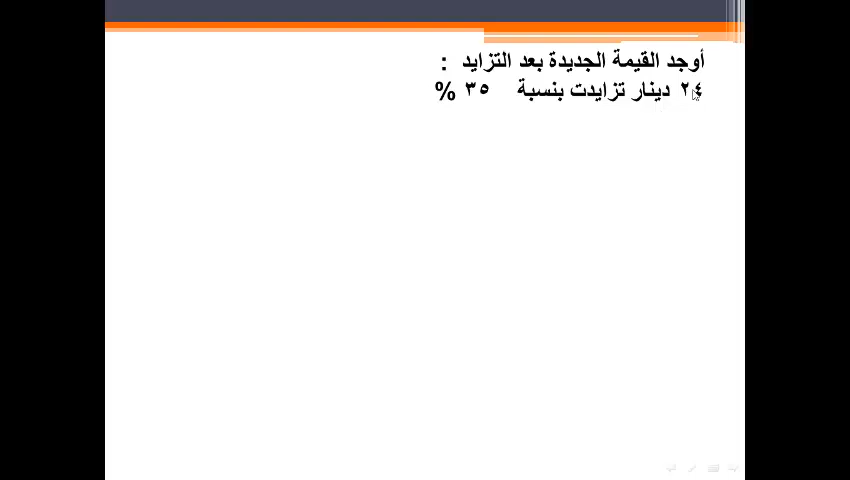 أوجد القيمة الجديدة بعد التزايد :
٢٤ دينار تزايدت بنسبة ٣٥ %